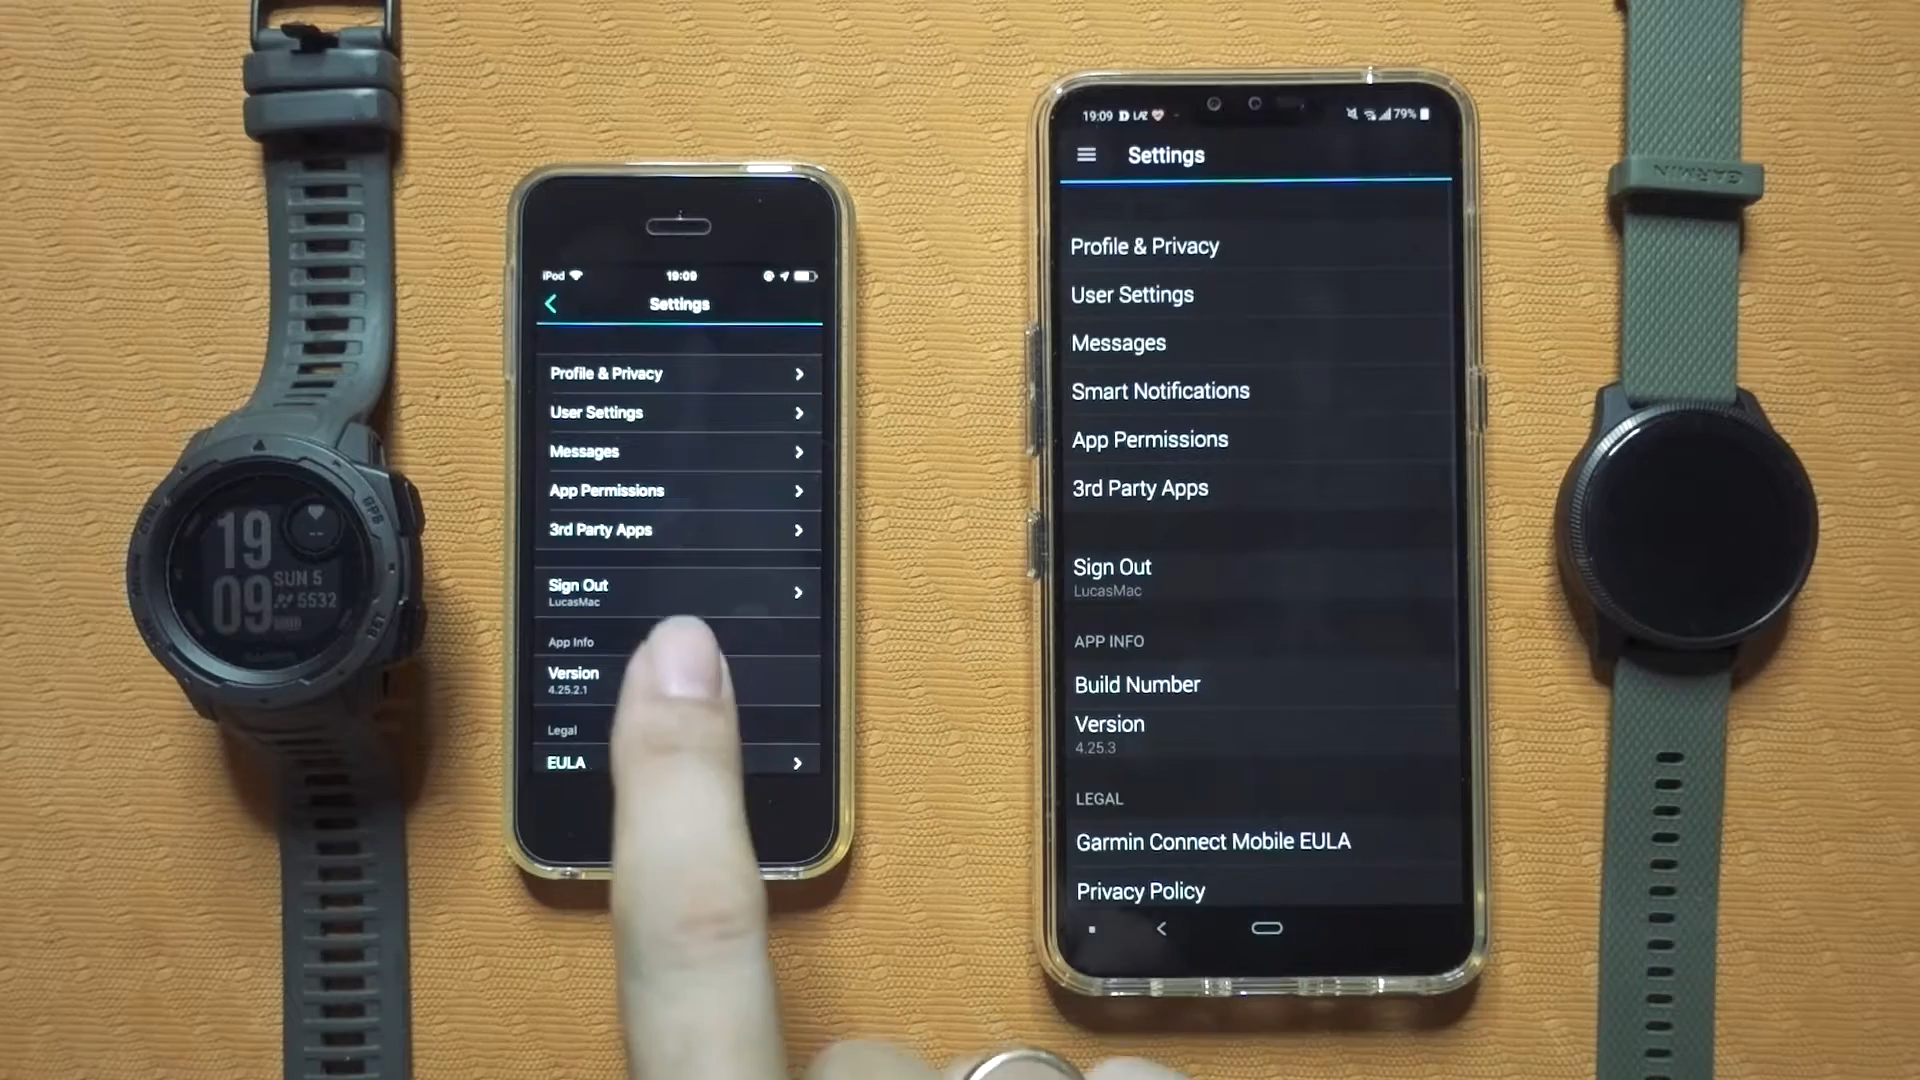 GPS
19
09
SUN 5
5532
iPod
19:09
Settings
Profile & Privacy
User Settings
Messages
App Permissions
3rd Party Apps
Sign Out
LucasMac
App Info
Version
4.25.2.1
Legal
EULA
19:09
79%
Settings
Profile & Privacy
User Settings
Messages
Smart Notifications
App Permissions
3rd Party Apps
Sign Out
LucasMac
APP INFO
Build Number
Version
4.25.3
LEGAL
Garmin Connect Mobile EULA
Privacy Policy
GARMIN